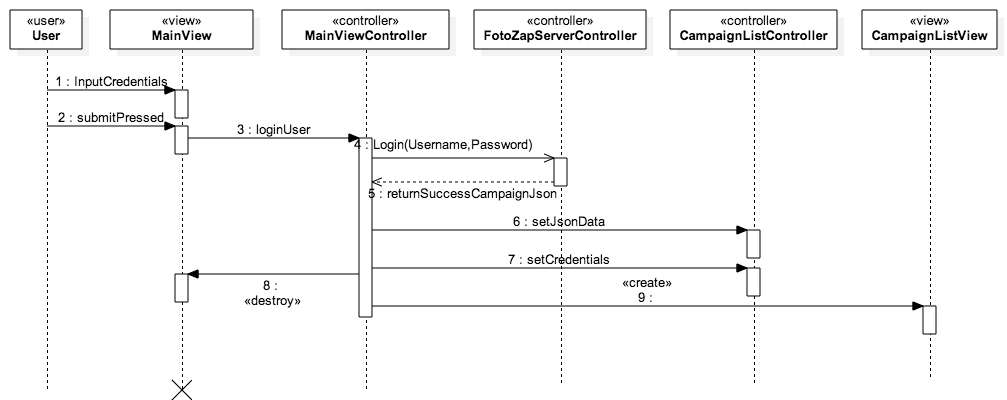 «user»
User
«view»
MainView
«controller»
MainViewController
«controller»
FotoZapServerController
«controller»
CampaignListController
«view»
CampaignListView
1 : InputCredentials
2 : submitPressed
3 : loginUser
4 : Login(Username,Password)
5 : returnSuccessCampaignJson
6 : setJsonData
7 : setCredentials
8 :
«destroy»
«create»
9 :